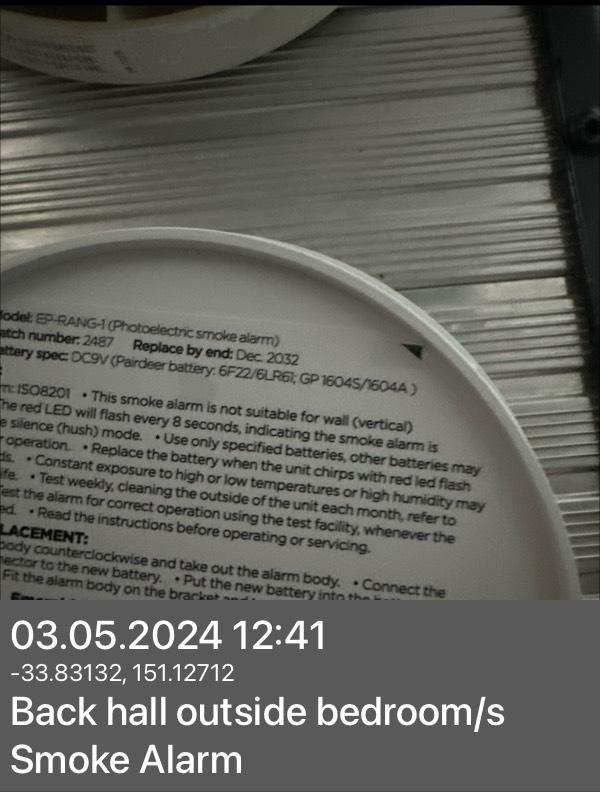 odel: EP-RANG-1 (Photoelectric smoke alarm)
atch number: 2487 Replace by end: Dec. 2032
attery spec: DC9V (Pairdeer battery: 6F22/6LR61; GP 1604S/1604A )
m: ISO8201 • This smoke alarm is not suitable for wall (vertical)
he red LED will flash every 8 seconds, indicating the smoke alarm is
e silence (hush) mode. • Use only specified batteries, other batteries may
operation. • Replace the battery when the unit chirps with red led flash
ds. • Constant exposure to high or low temperatures or high humidity may
ife. • Test weekly, cleaning the outside of the unit each month, refer to
est the alarm for correct operation using the test facility, whenever the
ed. • Read the instructions before operating or servicing.
LACEMENT:
body counterclockwise and take out the alarm body. • Connect the
nector to the new battery. • Put the new battery into the
Fit the alarm body on the bracket
03.05.2024 12:41
-33.83132, 151.12712
Back hall outside bedroom/s
Smoke Alarm